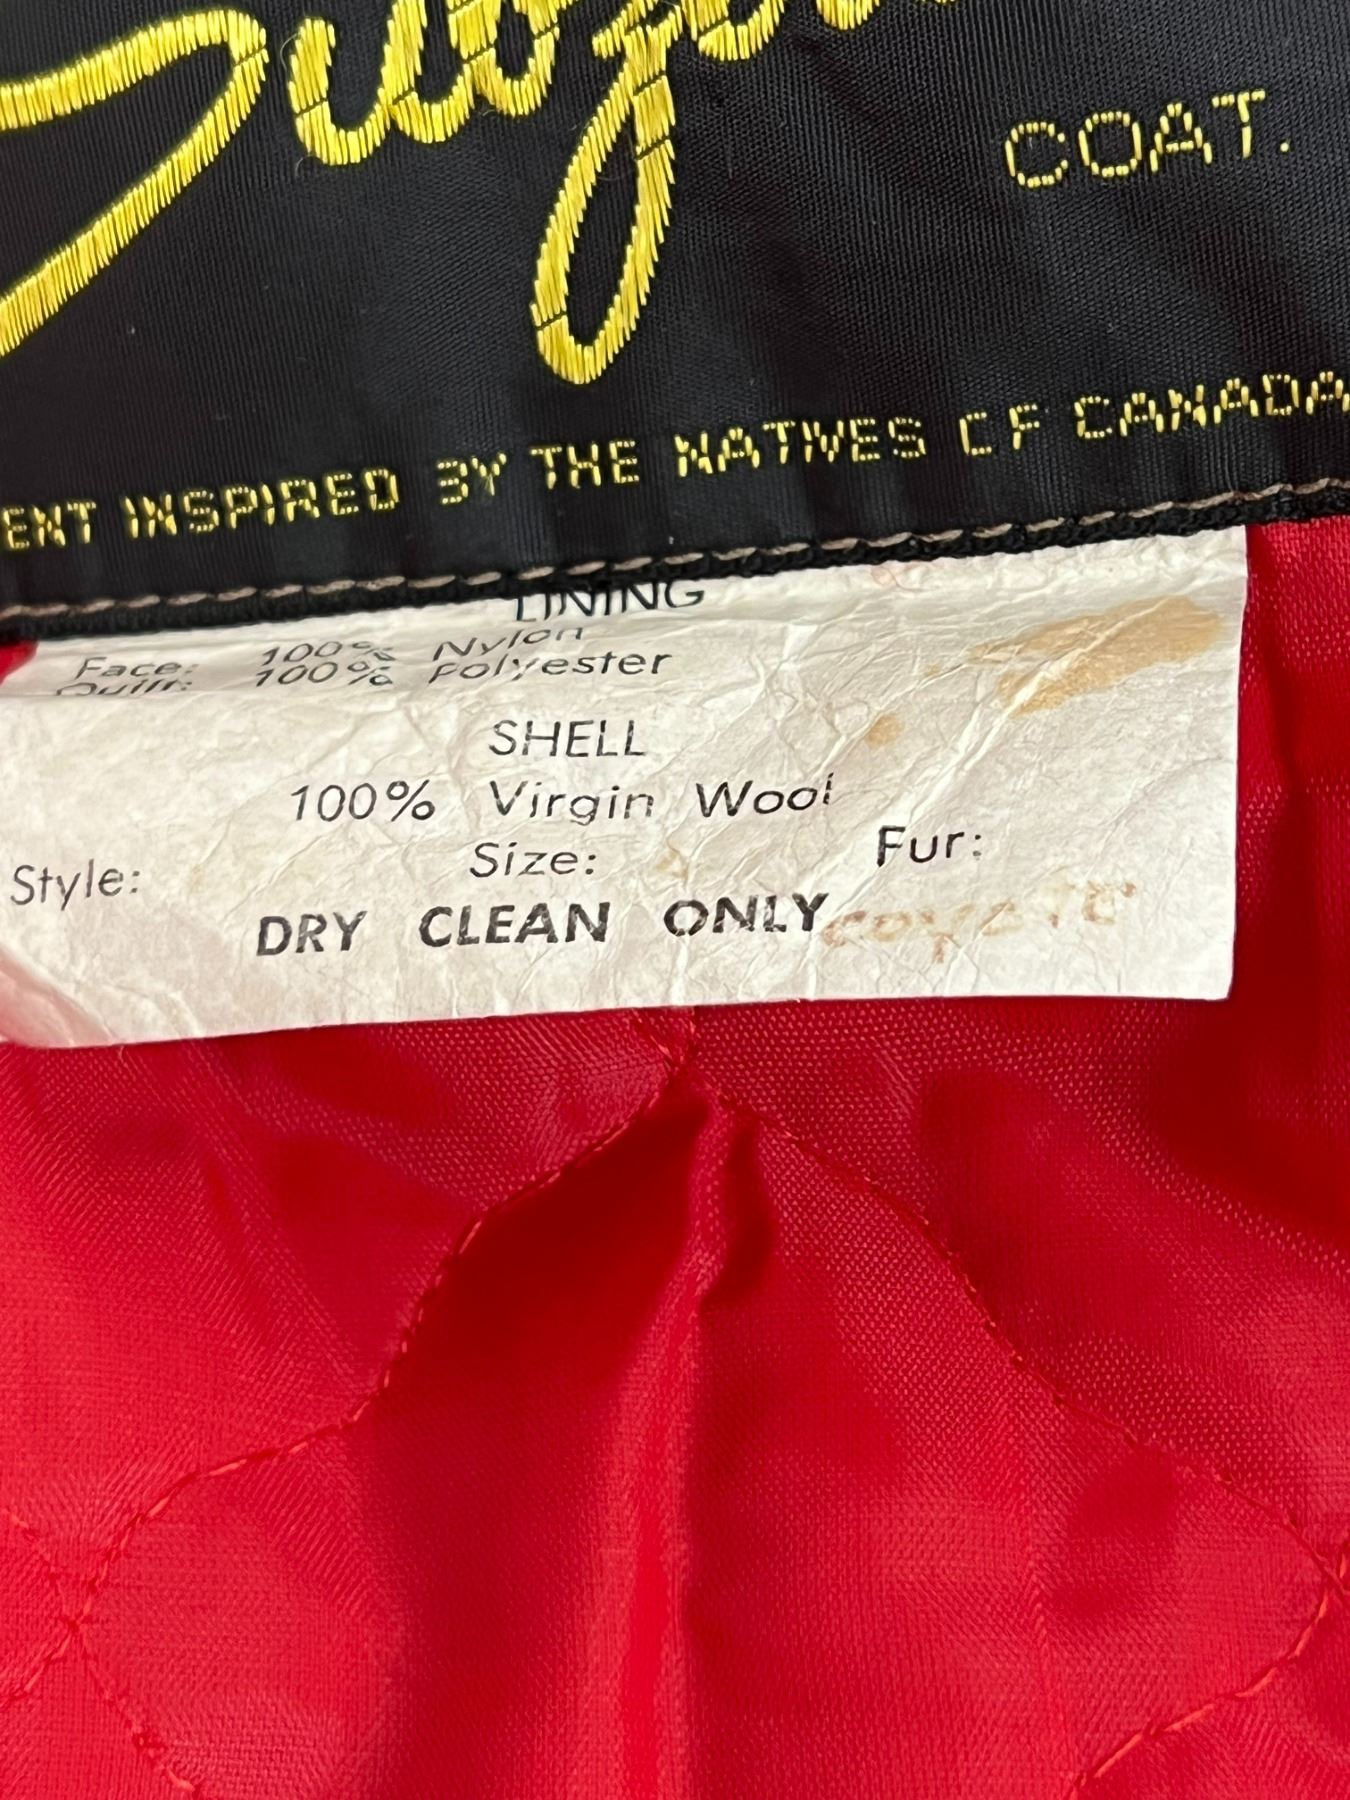 COAT.
ENT INSPIRED BY THE NATIVES OF CANADA
LINING
Face: 100% Nylon
Quilt: 100% Polyester
SHELL
100% Virgin Wool
Style: Size: Fur:
DRY CLEAN ONLY coyote